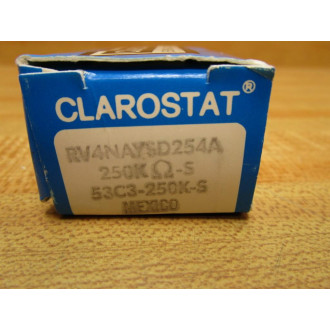 CLAROSTAT®
RV4NAYSD254A
250K Ω-S
53C3-250K-S
MEXICO